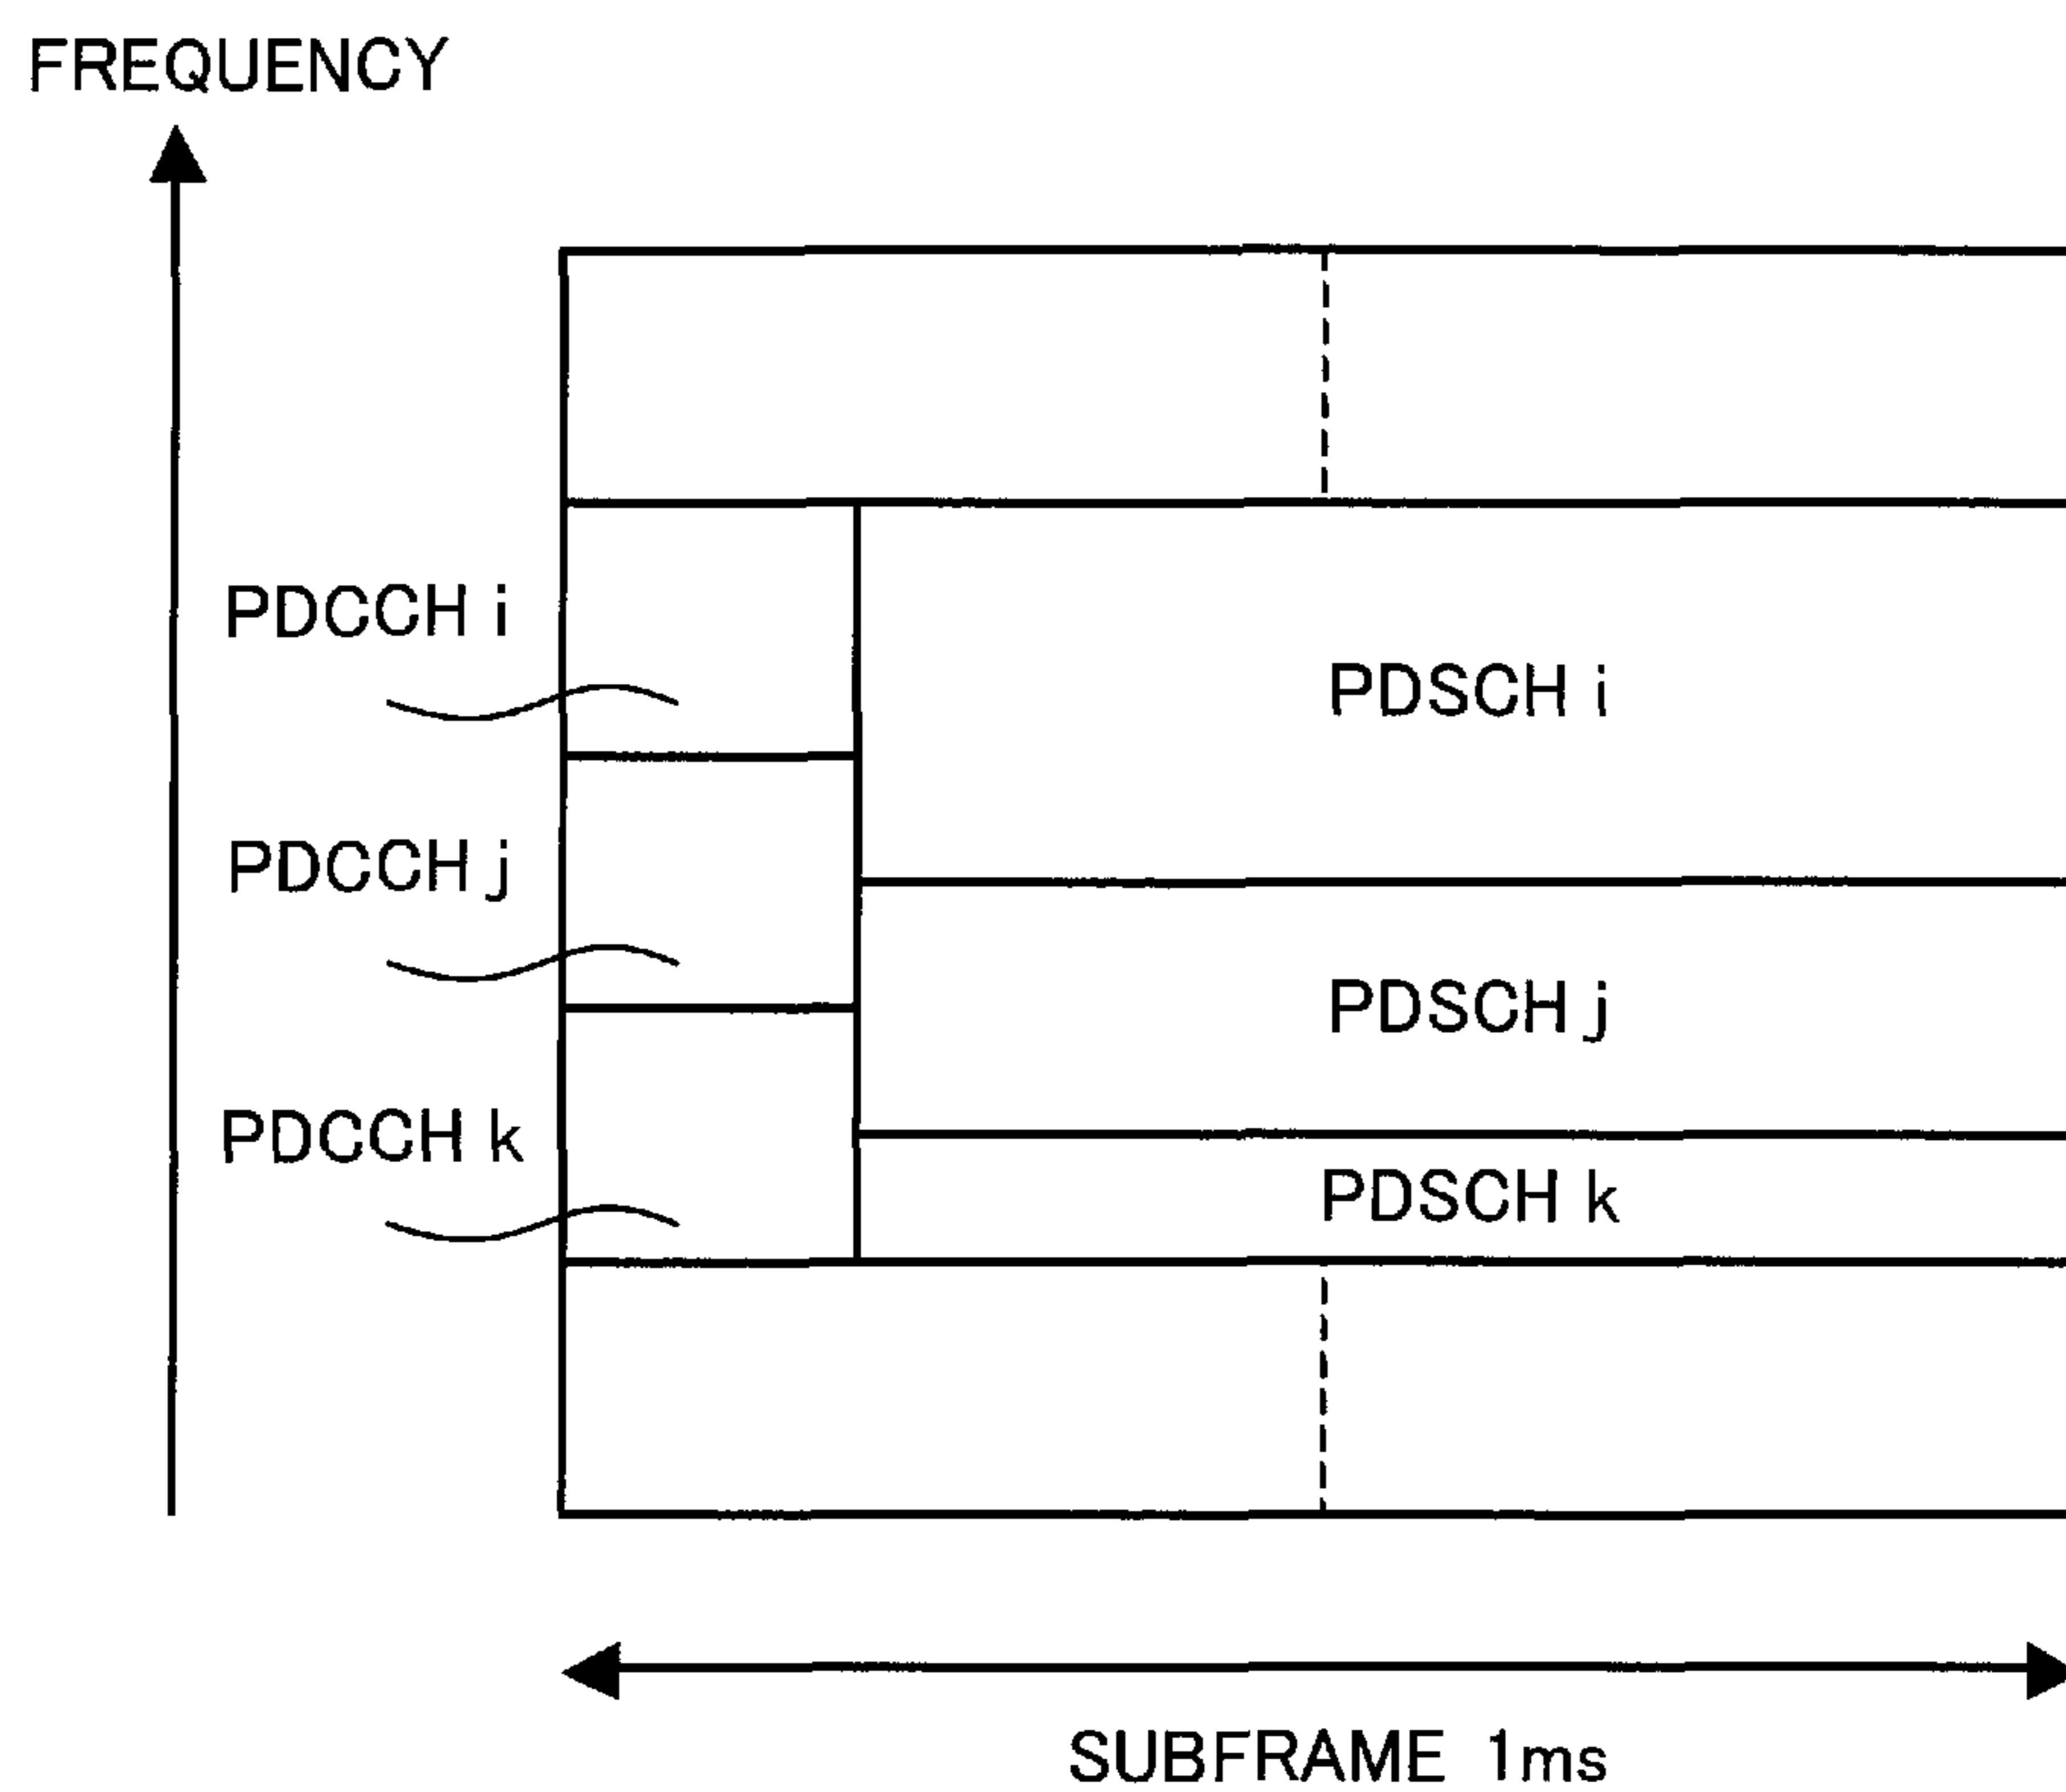 FREQUENCY
PDCCH i
PDSCH i
PDCCH j
PDSCH j
PDCCH k
PDSCH k
SUBFRAME 1ms